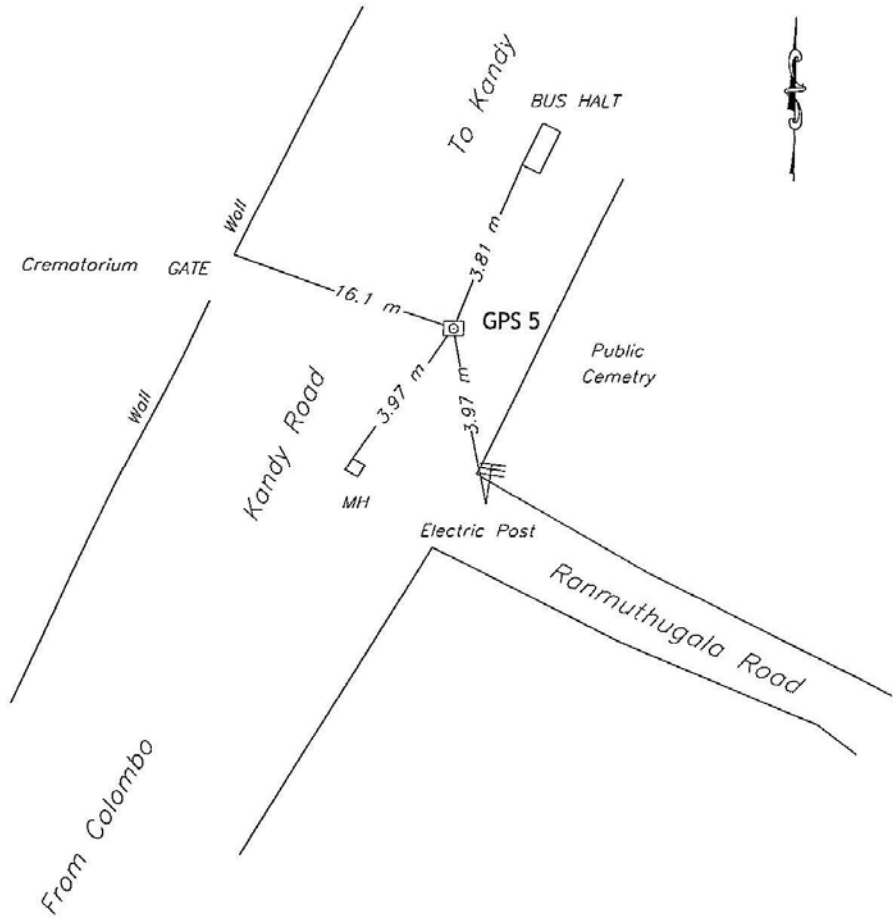 To Kandy
BUS HALT
Wall
Crematorium GATE
3.81 m
16.1 m
GPS 5
Public
Cemetry
3.97 m
3.97 m
Wall
Kandy Road
MH
Electric Post
Ranmuthugala Road
From Colombo